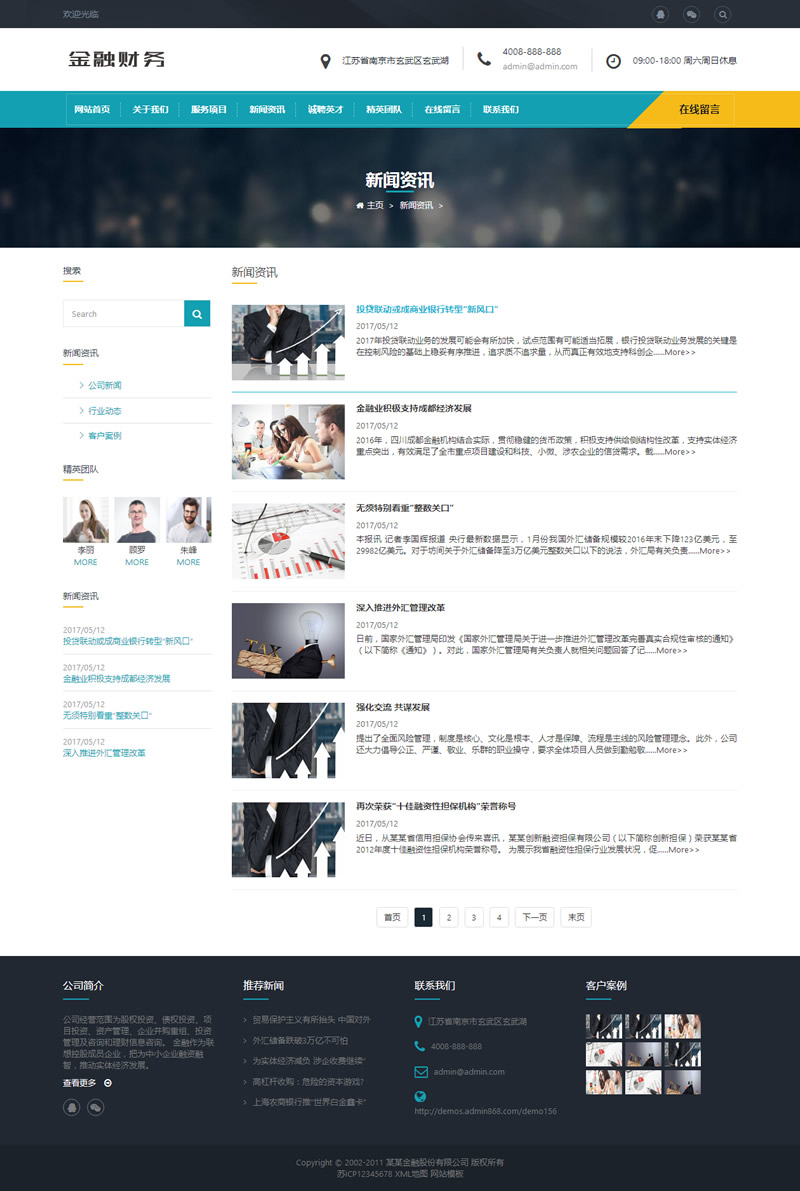 欢迎光临
金融财务
江苏省南京市玄武区玄武湖
4008-888-888
admin@admin.com
09:00-18:00 周六周日休息
网站首页 关于我们 服务项目 新闻资讯 诚聘英才 精英团队 在线留言 联系我们
在线留言
新闻资讯
主页 > 新闻资讯 >
搜索
Search
新闻资讯
公司新闻
行业动态
客户案例
精英团队
李丽 顾罗 朱峰
MORE MORE MORE
新闻资讯
2017/05/12
投贷联动或成商业银行转型“新风口”
2017/05/12
金融业积极支持成都经济发展
2017/05/12
无须特别看重“整数关口”
2017/05/12
深入推进外汇管理改革
新闻资讯
投贷联动或成商业银行转型“新风口”
2017/05/12
2017年投贷联动业务的发展可能会有所加快，试点范围有可能适当拓展，银行投贷联动业务发展的关键是
在控制风险的基础上稳妥有序推进，追求质不追求量，从而真正有效地支持科创企......More>>
金融业积极支持成都经济发展
2017/05/12
2016年，四川成都金融机构结合实际，贯彻稳健的货币政策，积极支持供给侧结构性改革，支持实体经济
重点突出，有效满足了全市重点项目建设和科技、小微、涉农企业的信贷需求。截......More>>
无须特别看重“整数关口”
2017/05/12
本报讯 记者李国辉报道 央行最新数据显示，1月份我国外汇储备规模较2016年末下降123亿美元，至
29982亿美元。对于坊间关于外汇储备降至3万亿美元整数关口以下的说法，外汇局有关负责......More>>
深入推进外汇管理改革
2017/05/12
日前，国家外汇管理局印发《国家外汇管理局关于进一步推进外汇管理改革完善真实合规性审核的通知》
（以下简称《通知》）。对此，国家外汇管理局有关负责人就相关问题回答了记......More>>
TAX
强化交流 共谋发展
2017/05/12
提出了全面风险管理，制度是核心、文化是根本、人才是保障、流程是主线的风险管理理念。此外，公司
还大力倡导公正、严谨、敬业、乐群的职业操守，要求全体项目人员做到勤勉敬......More>>
再次荣获“十佳融资性担保机构”荣誉称号
2017/05/12
近日，从某某省信用担保协会传来喜讯，某某创新融资担保有限公司（以下简称创新担保）荣获某某省
2012年度十佳融资性担保机构荣誉称号。 为展示我省融资性担保行业发展状况，促......More>>
首页 1 2 3 4 下一页 末页
公司简介
公司经营范围为股权投资、债权投资、项
目投资、资产管理、企业并购重组、投资
管理及咨询和理财信息咨询。 金融作为联
想控股成员企业，把为中小企业融资融
智，推动实体经济发展。
查看更多
推荐新闻
贸易保护主义有所抬头 中国对外
外汇储备跌破3万亿不可怕
为实体经济减负 涉企收费继续“
高杠杆收购：危险的资本游戏?
上海农商银行推“世界白金鑫卡”
联系我们
江苏省南京市玄武区玄武湖
4008-888-888
admin@admin.com
http://demos.admin868.com/demo156
客户案例
Copyright © 2002-2011 某某金融股份有限公司 版权所有
苏ICP12345678 XML地图 网站模板